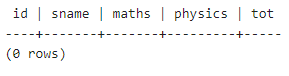 id | sname | maths | physics | tot
----+-------+-------+---------+-----
(0 rows)